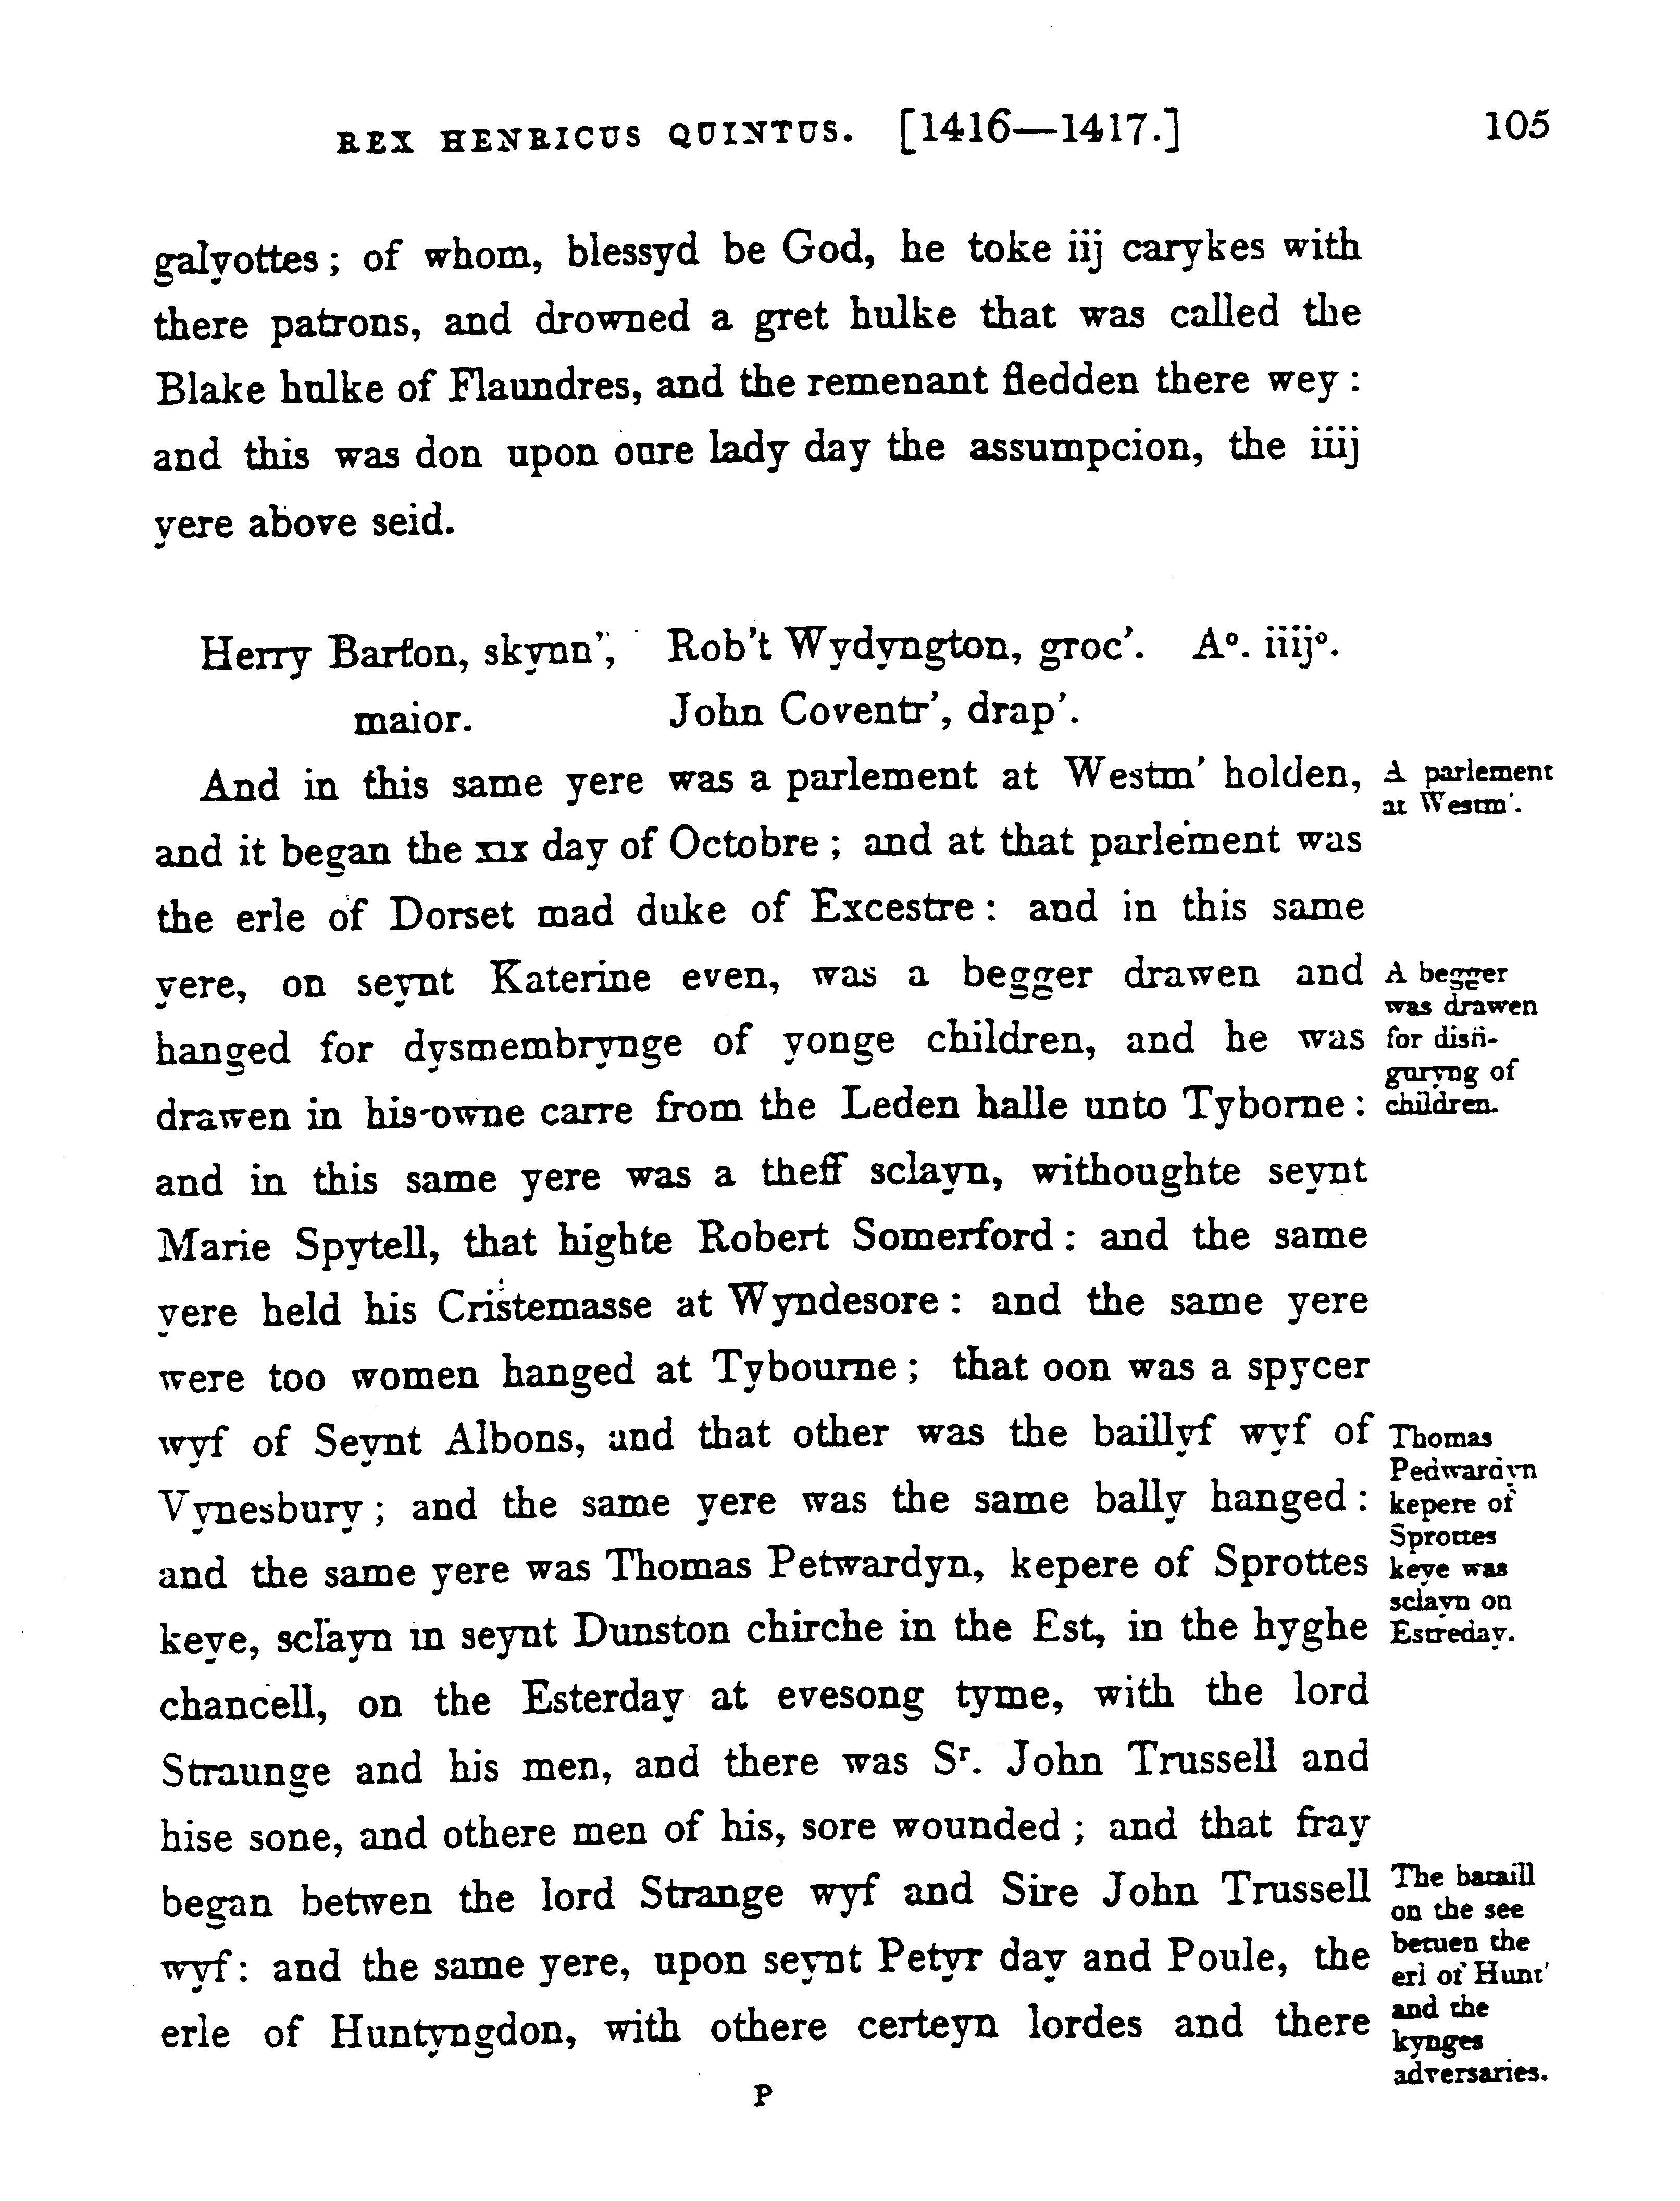 REX HENRICUS QUINTUS. [1416—1417.] 105
galyottes; of whom, blessyd be God, he toke iij carykes with
there patrons, and drowned a gret hulke that was called the
Blake hulke of Flaundres, and the remenant fledden there wey:
and this was don upon oure lady day the assumpcion, the iiij
yere above seid.
Herry Barton, skynn', Rob't Wydyngton, groc'. Aº. iiijº.
maior. John Coventr', drap'.
And in this same yere was a parlement at Westm' holden,
and it began the XIX day of Octobre; and at that parlement was
the erle of Dorset mad duke of Excestre: and in this same
yere, on seynt Katerine even, was a begger drawen and
hanged for dysmembrynge of yonge children, and he was
drawen in his owne carre from the Leden halle unto Tyborne:
and in this same yere was a theff sclayn, withoughte seynt
Marie Spytell, that highte Robert Somerford: and the same
yere held his Cristemasse at Wyndesore: and the same yere
were too women hanged at Tybourne; that oon was a spycer
wyf of Seynt Albons, and that other was the baillyf wyf of
Vynesbury; and the same yere was the same bally hanged:
and the same yere was Thomas Petwardyn, kepere of Sprottes
keye, sclayn in seynt Dunston chirche in the Est, in the hyghe
chancell, on the Esterday at evesong tyme, with the lord
Straunge and his men, and there was Sʳ. John Trussell and
hise sone, and othere men of his, sore wounded; and that fray
began betwen the lord Strange wyf and Sire John Trussell
wyf: and the same yere, upon seynt Petyr day and Poule, the
erle of Huntyngdon, with othere certeyn lordes and there
A parlement
at Westm'.
A begger
was drawen
for disfi-
guryng of
children.
Thomas
Pedwardyn
kepere of
Sprottes
keye was
sclayn on
Estreday.
The bataill
on the see
betuen the
erl of Hunt'
and the
kynges
adversaries.
P